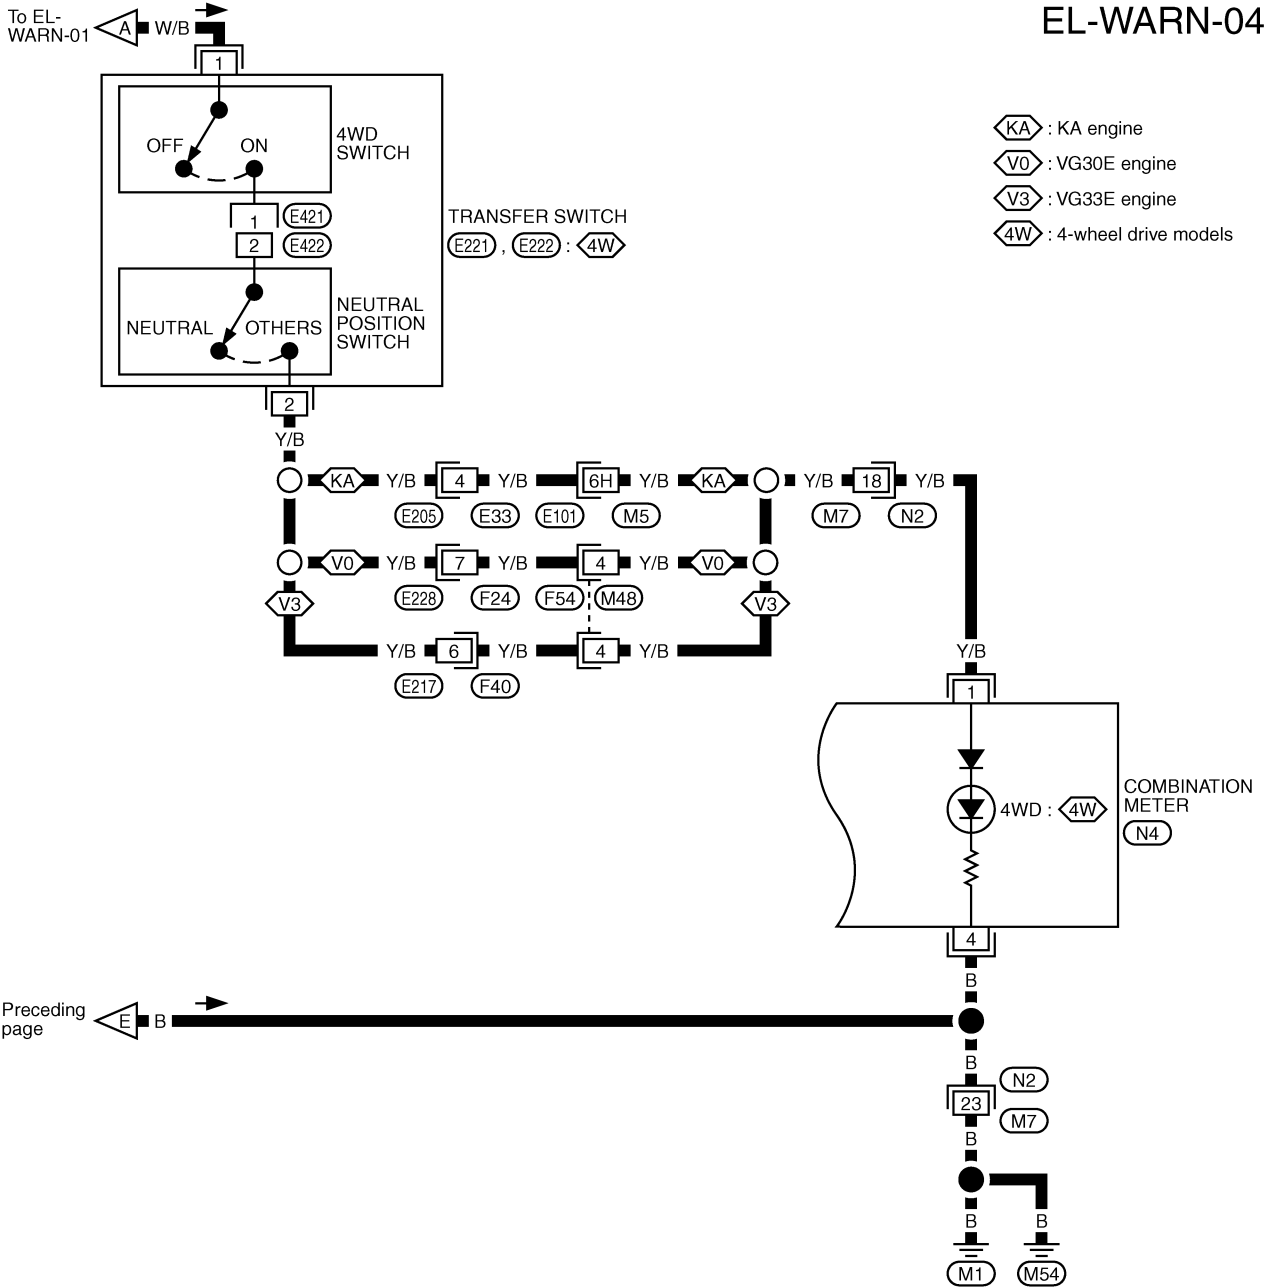 To EL-
WARN-01
A
W/B
EL-WARN-04
1
OFF
ON
4WD
SWITCH
1
E421
2
E422
NEUTRAL
OTHERS
NEUTRAL
POSITION
SWITCH
TRANSFER SWITCH
E221 , E222 : 4W
KA : KA engine
V0 : VG30E engine
V3 : VG33E engine
4W : 4-wheel drive models
2
Y/B
KA Y/B 4 Y/B 6H Y/B KA Y/B 18 Y/B
E205 E33 E101 M5 M7 N2
V0 Y/B 7 Y/B 4 Y/B V0
E228 F24 F54 M48
V3 V3
Y/B 6 Y/B 4 Y/B
E217 F40
Y/B
1
4WD : 4W
COMBINATION
METER
N4
4
B
Preceding
page
E
B
B
N2
23
M7
B
B B
M1 M54